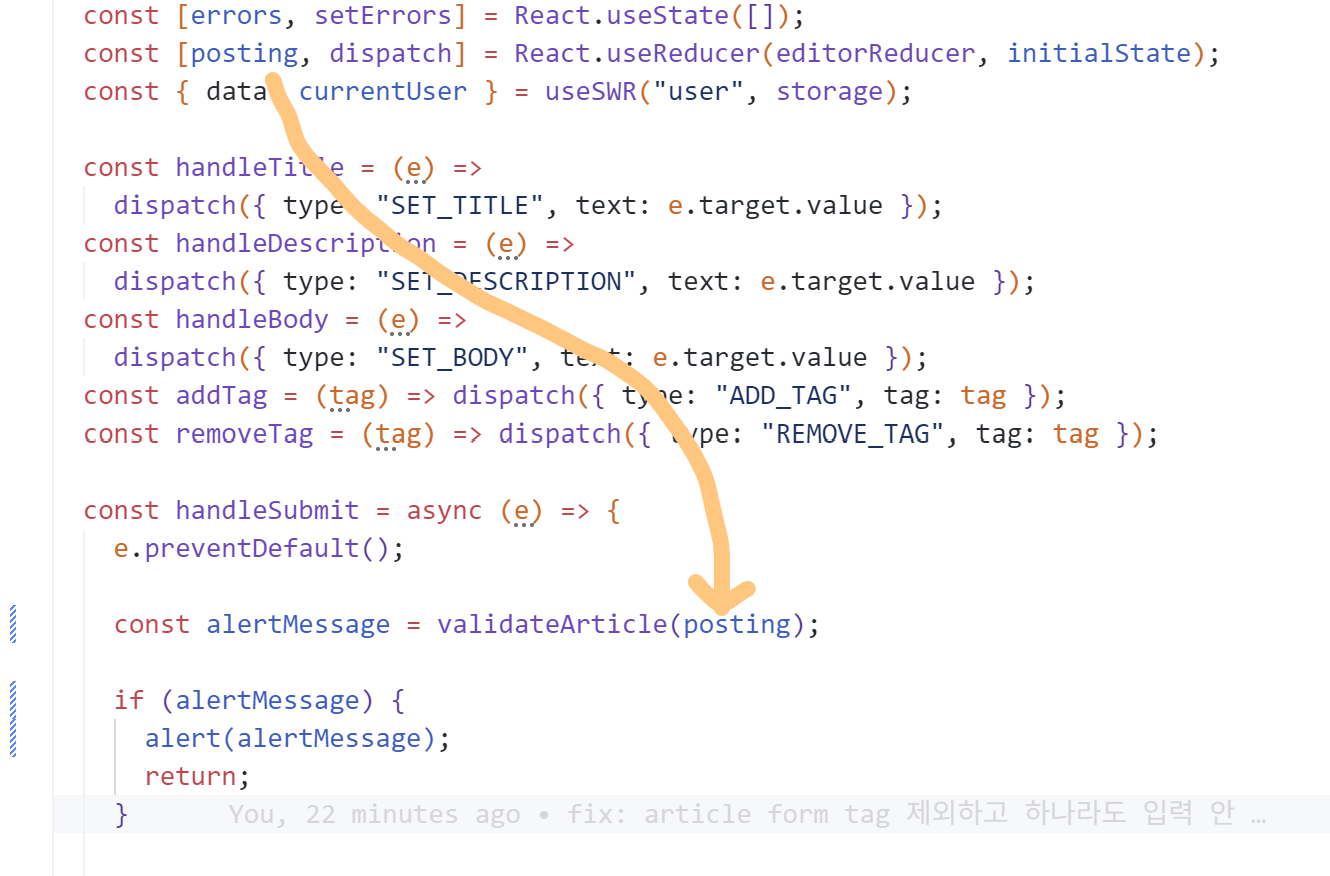 const [errors, setErrors] = React.useState([]);
const [posting, dispatch] = React.useReducer(editorReducer, initialState);
const { data currentUser } = useSWR("user", storage);
const handleTitle = (e) =>
dispatch({ type "SET_TITLE", text: e.target.value });
const handleDescription = (e) =>
dispatch({ type: "SET_DESCRIPTION", text: e.target.value });
const handleBody = (e) =>
dispatch({ type: "SET_BODY", text: e.target.value });
const addTag = (tag) => dispatch({ type: "ADD_TAG", tag: tag });
const removeTag = (tag) => dispatch({ type: "REMOVE_TAG", tag: tag });
const handleSubmit = async (e) => {
e.preventDefault();
const alertMessage = validateArticle(posting);
if (alertMessage) {
alert(alertMessage);
return;
} You, 22 minutes ago • fix: article form tag 제외하고 하나라도 입력 안 …